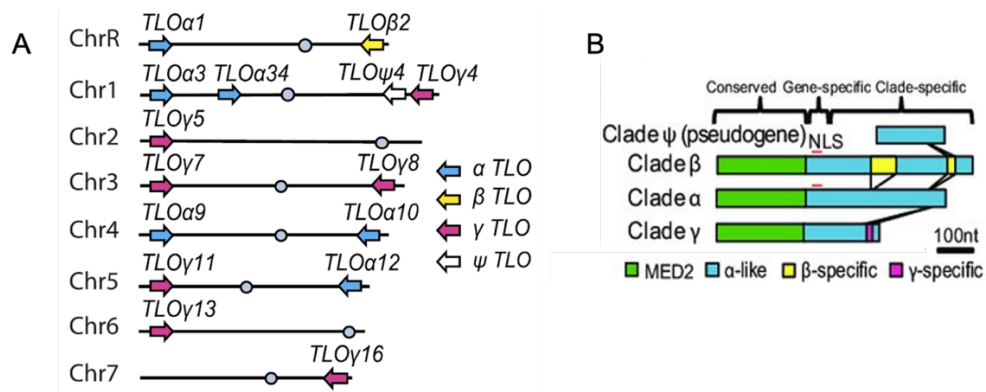 A
TLOα1
TLOβ2
ChrR
TLOα3 TLOα34 TLOψ4 TLOγ4
Chr1
TLOγ5
Chr2
TLOγ7 TLOγ8
Chr3
TLOα9 TLOα10
Chr4
TLOγ11 TLOα12
Chr5
TLOγ13
Chr6
TLOγ16
Chr7
α TLO
β TLO
γ TLO
ψ TLO
B
Conserved Gene-specific Clade-specific
Clade ψ (pseudogene) NLS
Clade β
Clade α
Clade γ
100nt
MED2 α-like β-specific γ-specific